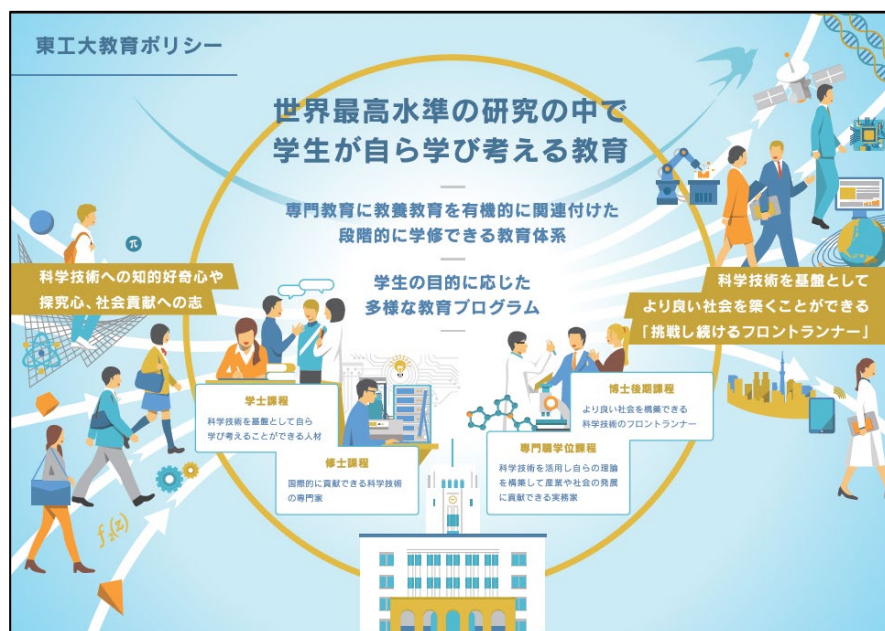 東工大教育ポリシー
世界最高水準の研究の中で
学生が自ら学び考える教育
専門教育に教養教育を有機的に関連付けた
段階的に学修できる教育体系
学生の目的に応じた
多様な教育プログラム
π
科学技術への知的好奇心や
探究心、社会貢献への志
科学技術を基盤として
より良い社会を築くことができる
「挑戦し続けるフロントランナー」
学士課程
科学技術を基盤として自ら
学び考えることができる人材
修士課程
国際的に貢献できる科学技術
の専門家
博士後期課程
より良い社会を構築できる
科学技術のフロントランナー
専門職学位課程
科学技術を活用し自らの理論
を構築して産業や社会の発展
に貢献できる実務家